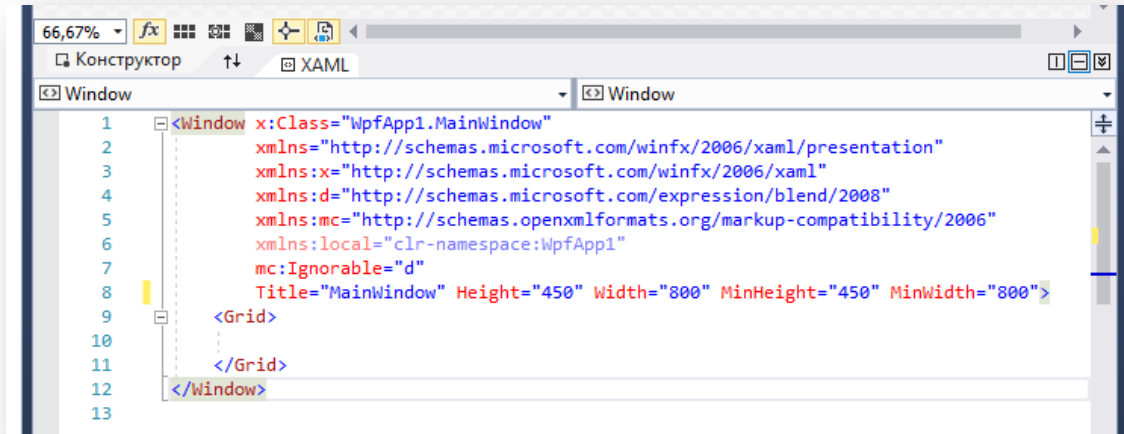 66,67% fx
Конструктор XAML
Window Window
1 <Window x:Class="WpfApp1.MainWindow"
2 xmlns="http://schemas.microsoft.com/winfx/2006/xaml/presentation"
3 xmlns:x="http://schemas.microsoft.com/winfx/2006/xaml"
4 xmlns:d="http://schemas.microsoft.com/expression/blend/2008"
5 xmlns:mc="http://schemas.openxmlformats.org/markup-compatibility/2006"
6 xmlns:local="clr-namespace:WpfApp1"
7 mc:Ignorable="d"
8 Title="MainWindow" Height="450" Width="800" MinHeight="450" MinWidth="800">
9 <Grid>
10
11 </Grid>
12 </Window>
13